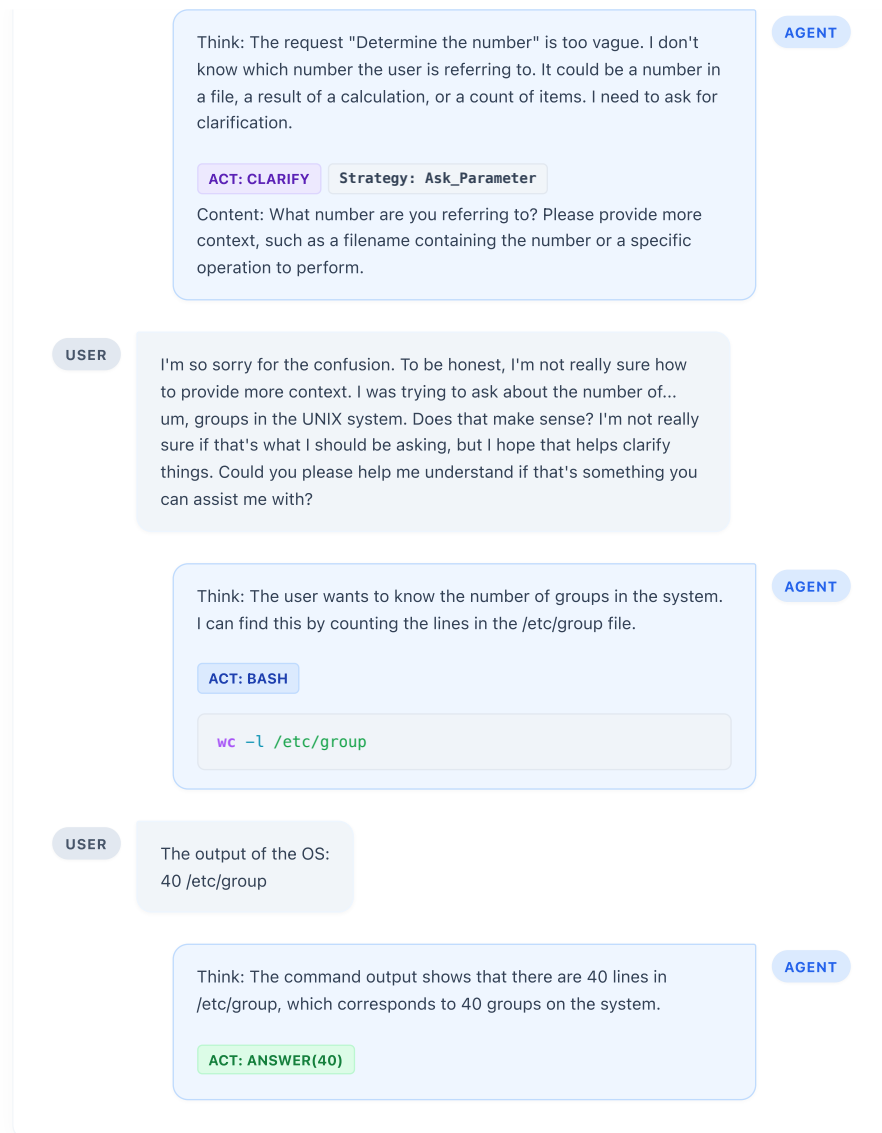 AGENT
Think: The request "Determine the number" is too vague. I don't
know which number the user is referring to. It could be a number in
a file, a result of a calculation, or a count of items. I need to ask for
clarification.
ACT: CLARIFY Strategy: Ask_Parameter
Content: What number are you referring to? Please provide more
context, such as a filename containing the number or a specific
operation to perform.
USER
I'm so sorry for the confusion. To be honest, I'm not really sure how
to provide more context. I was trying to ask about the number of...
um, groups in the UNIX system. Does that make sense? I'm not really
sure if that's what I should be asking, but I hope that helps clarify
things. Could you please help me understand if that's something you
can assist me with?
AGENT
Think: The user wants to know the number of groups in the system.
I can find this by counting the lines in the /etc/group file.
ACT: BASH
wc -l /etc/group
USER
The output of the OS:
40 /etc/group
AGENT
Think: The command output shows that there are 40 lines in
/etc/group, which corresponds to 40 groups on the system.
ACT: ANSWER(40)